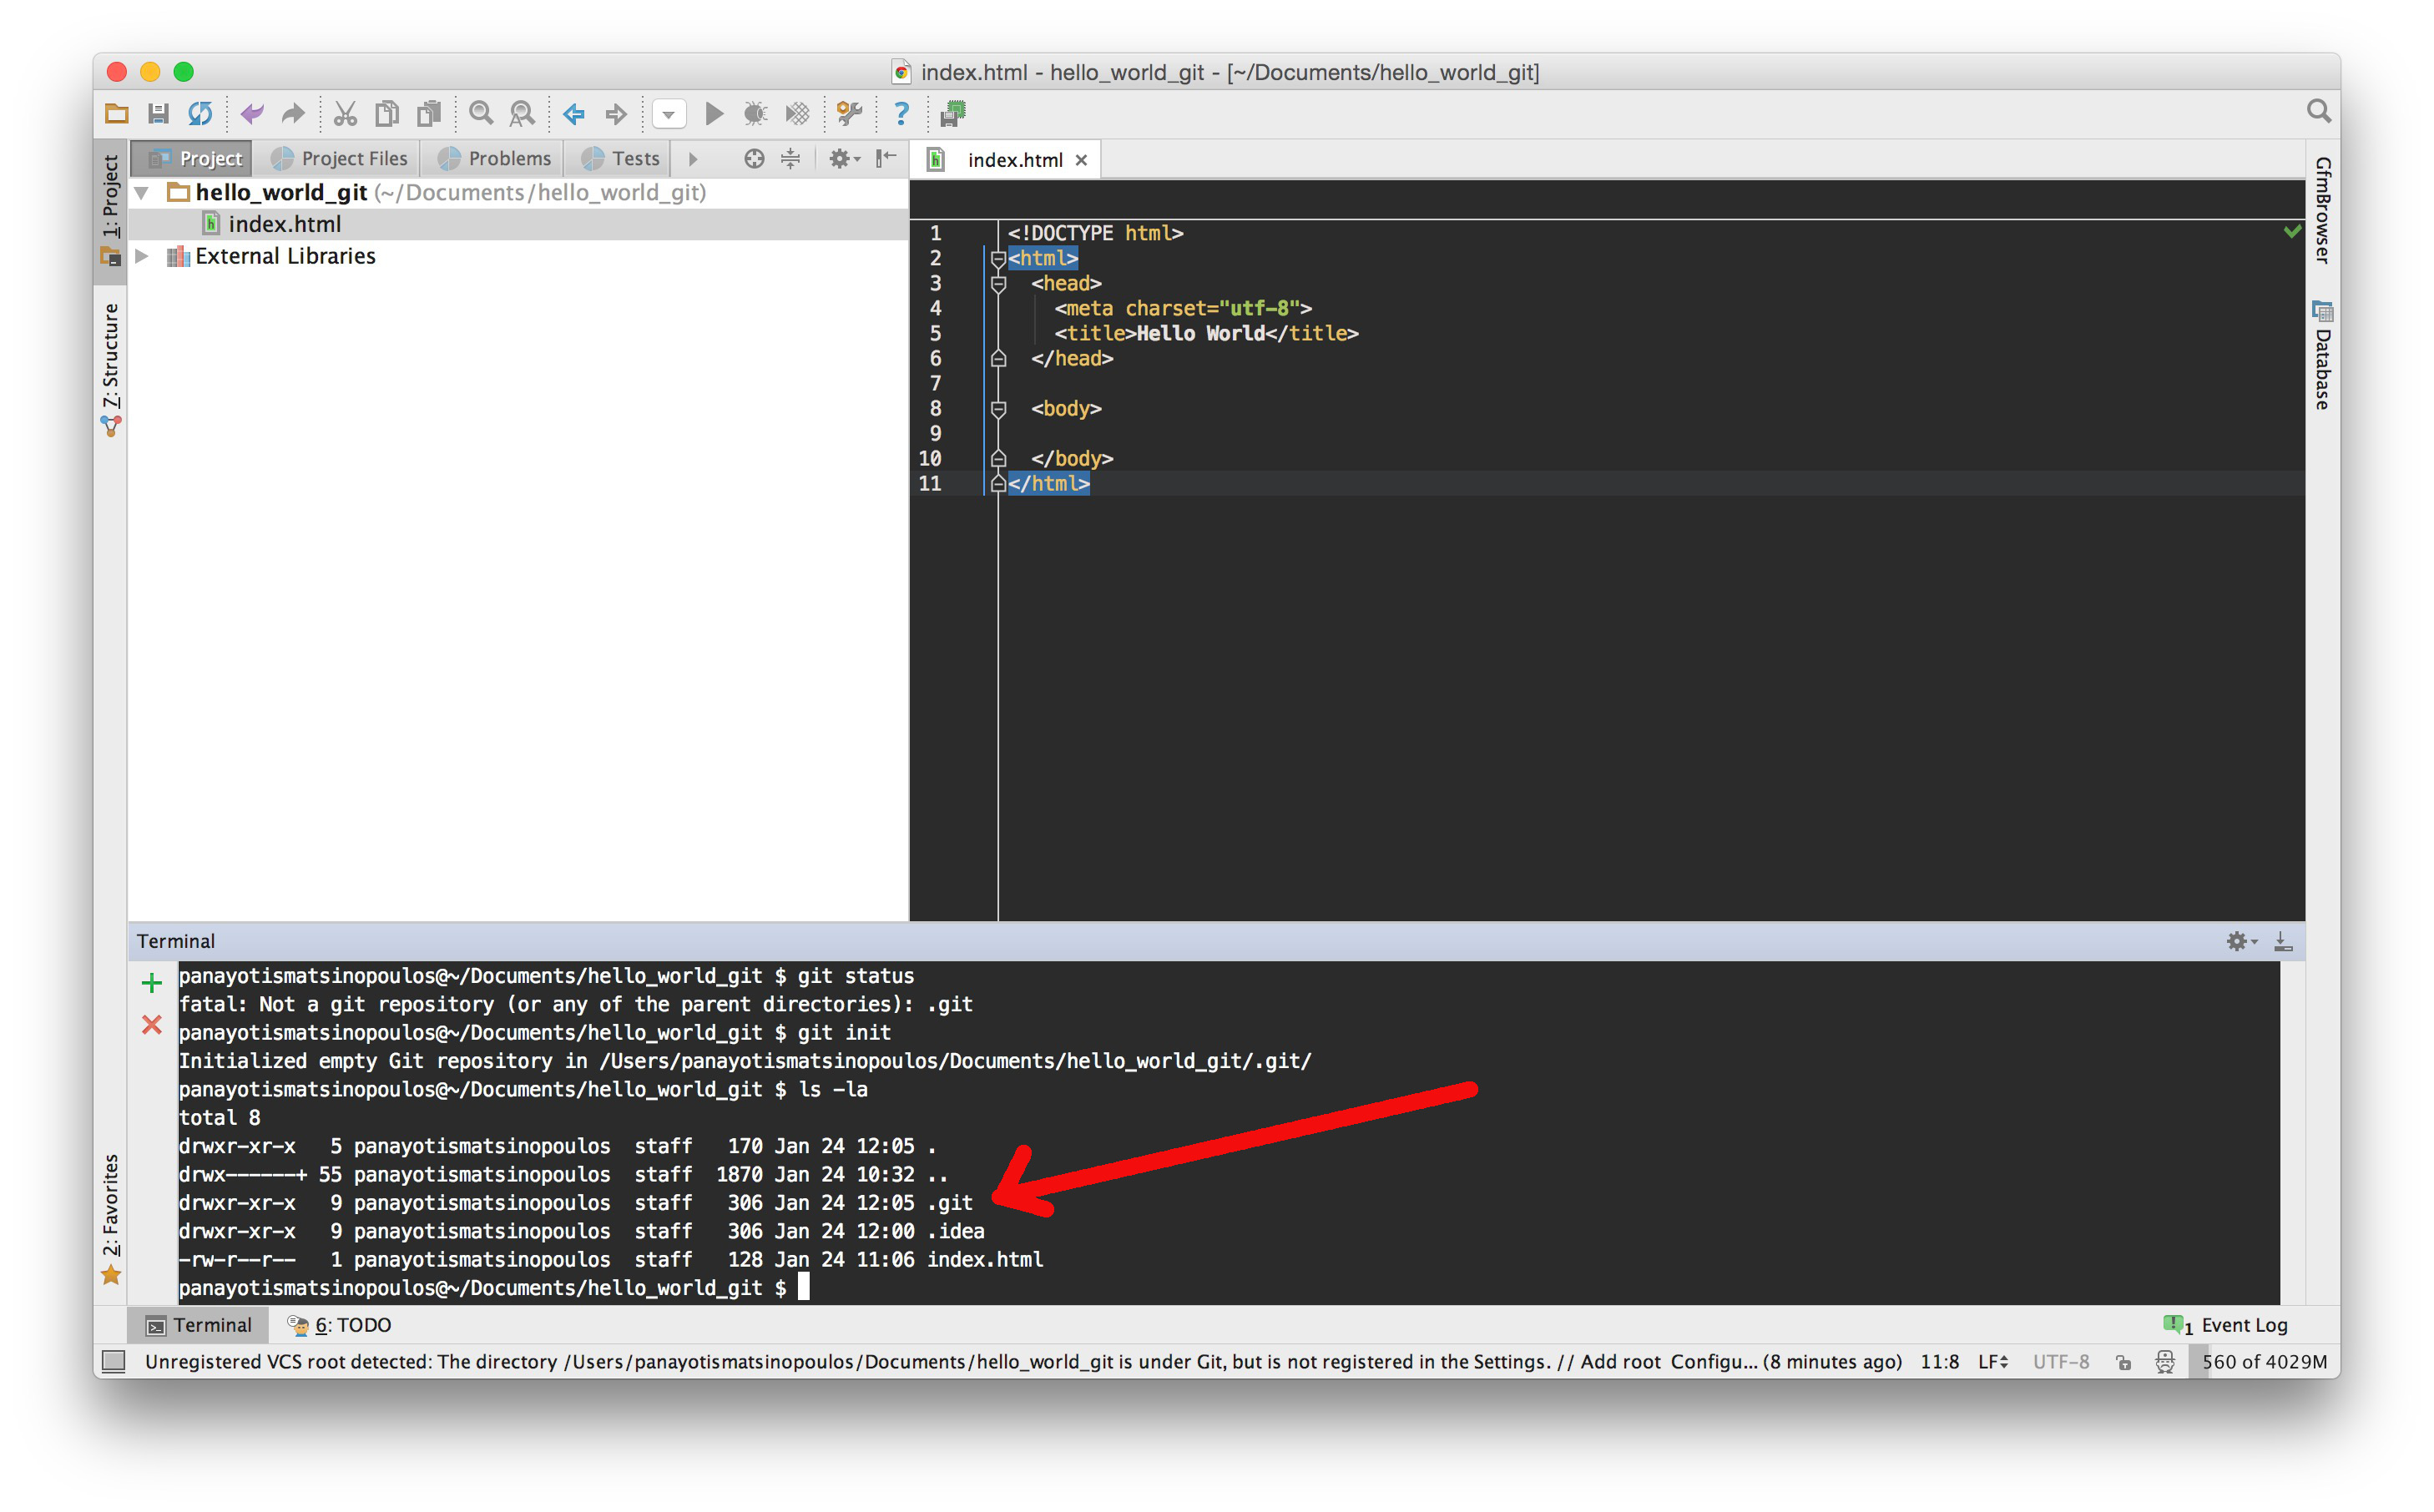 index.html - hello_world_git - [~/Documents/hello_world_git]
1: Project
Project
Project Files
Problems
Tests
index.html
hello_world_git (~/Documents/hello_world_git)
index.html
External Libraries
7: Structure
2: Favorites
1 <!DOCTYPE html>
2 <html>
3 <head>
4 <meta charset="utf-8">
5 <title>Hello World</title>
6 </head>
7
8 <body>
9
10 </body>
11 </html>
GfmBrowser
Database
Terminal
panayotismatsinopoulos@~/Documents/hello_world_git $ git status
fatal: Not a git repository (or any of the parent directories): .git
panayotismatsinopoulos@~/Documents/hello_world_git $ git init
Initialized empty Git repository in /Users/panayotismatsinopoulos/Documents/hello_world_git/.git/
panayotismatsinopoulos@~/Documents/hello_world_git $ ls -la
total 8
drwxr-xr-x 5 panayotismatsinopoulos staff 170 Jan 24 12:05 .
drwx------+ 55 panayotismatsinopoulos staff 1870 Jan 24 10:32 ..
drwxr-xr-x 9 panayotismatsinopoulos staff 306 Jan 24 12:05 .git
drwxr-xr-x 9 panayotismatsinopoulos staff 306 Jan 24 12:00 .idea
-rw-r--r-- 1 panayotismatsinopoulos staff 128 Jan 24 11:06 index.html
panayotismatsinopoulos@~/Documents/hello_world_git $
Terminal
6: TODO
1 Event Log
Unregistered VCS root detected: The directory /Users/panayotismatsinopoulos/Documents/hello_world_git is under Git, but is not registered in the Settings. // Add root Configu... (8 minutes ago) 11:8 LF UTF-8 560 of 4029M